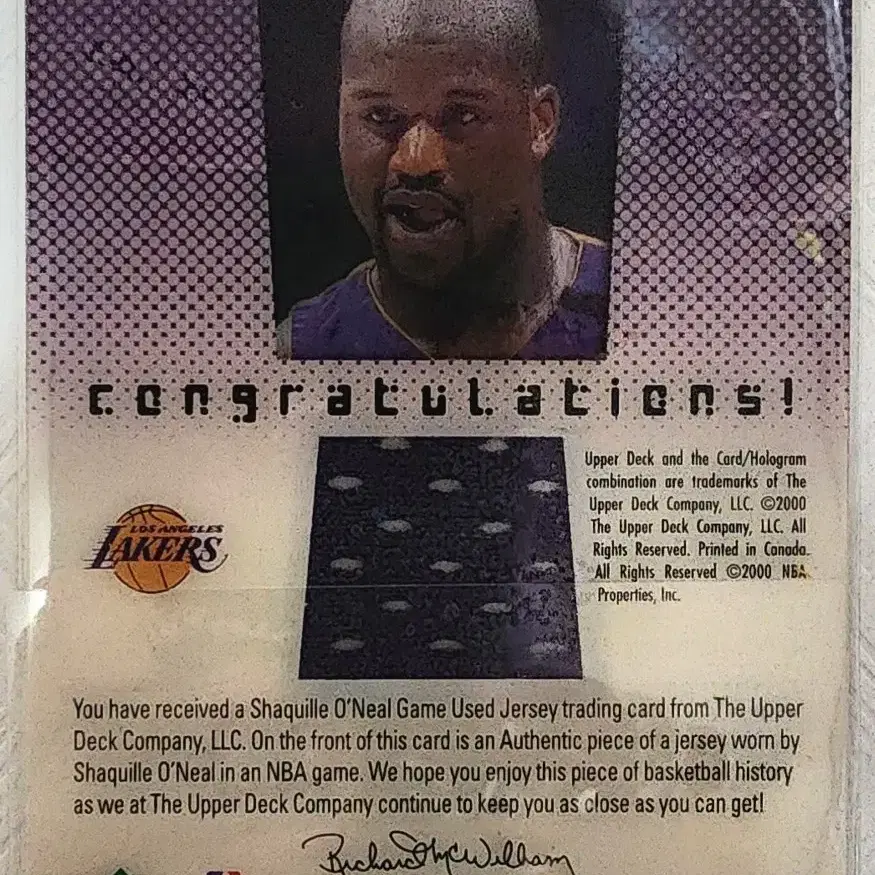 congratulations!
Upper Deck and the Card/Hologram
combination are trademarks of The
Upper Deck Company, LLC. ©2000
The Upper Deck Company, LLC. All
Rights Reserved. Printed in Canada.
All Rights Reserved ©2000 NBA
Properties, Inc.
LOS ANGELES
LAKERS
You have received a Shaquille O'Neal Game Used Jersey trading card from The Upper
Deck Company, LLC. On the front of this card is an Authentic piece of a jersey worn by
Shaquille O'Neal in an NBA game. We hope you enjoy this piece of basketball history
as we at The Upper Deck Company continue to keep you as close as you can get!
Richard McWilliam